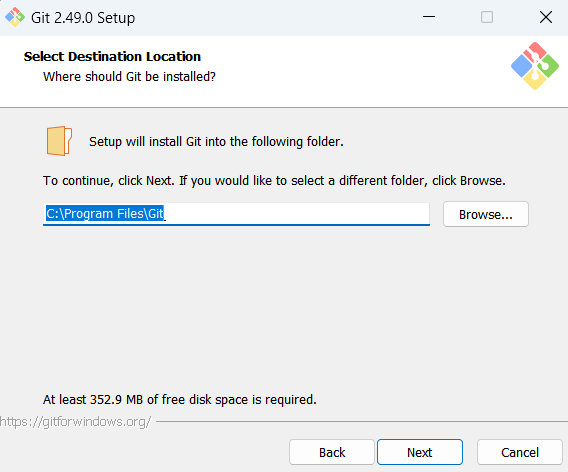 Git 2.49.0 Setup
Select Destination Location
Where should Git be installed?
Setup will install Git into the following folder.
To continue, click Next. If you would like to select a different folder, click Browse.
C:\Program Files\Git
Browse...
At least 352.9 MB of free disk space is required.
https://gitforwindows.org/
Back
Next
Cancel